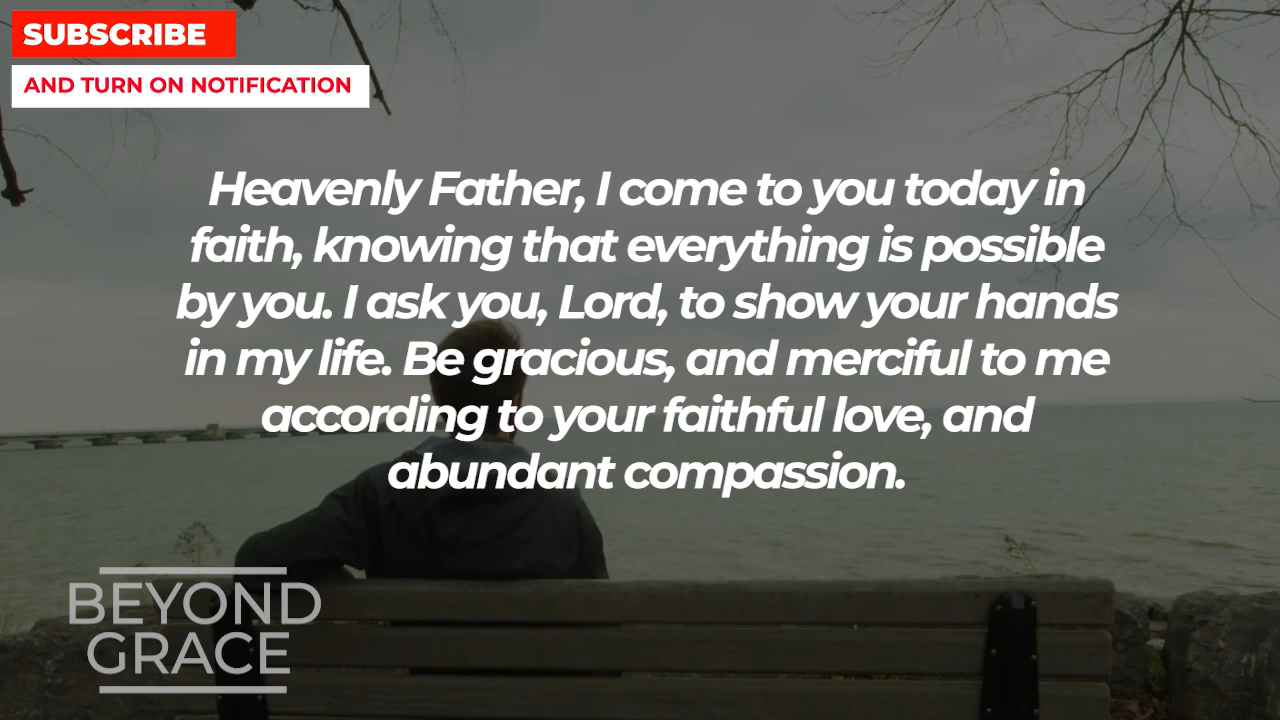 SUBSCRIBE
AND TURN ON NOTIFICATION
Heavenly Father, I come to you today in
faith, knowing that everything is possible
by you. I ask you, Lord, to show your hands
in my life. Be gracious, and merciful to me
according to your faithful love, and
abundant compassion.
BEYOND
GRACE